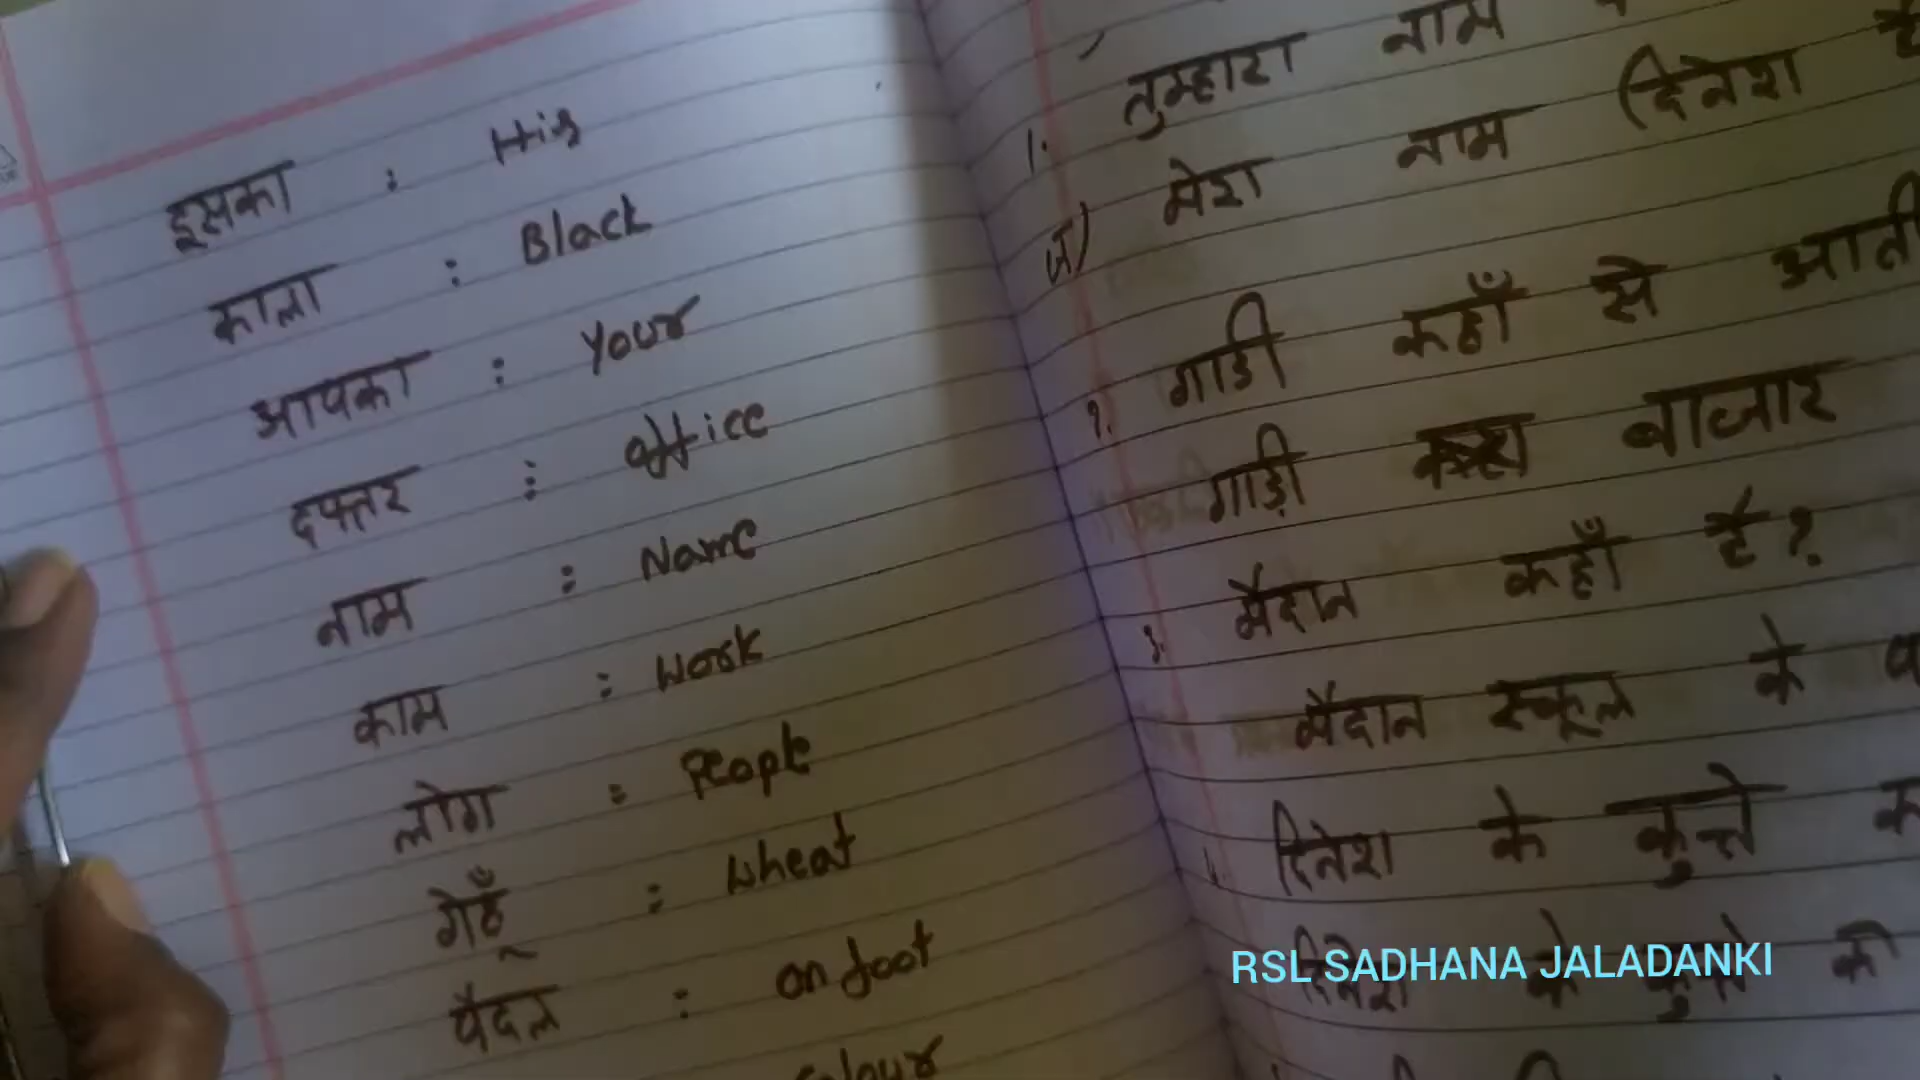 इसका : His
काला : Black
आपका : Your
दफ्तर : office
नाम : Name
काम : Work
लोग : People
गेहूँ : Wheat
पैदल : on foot
colour
1. तुम्हारा नाम
ज) मेरा नाम दिनेश
गाडी कहाँ से आती
गाड़ी बाजार
मैदान कहाँ है?
मैदान स्कूल के
दिनेश के कुत्ते
दिनेश के कुत्ते
RSL SADHANA JALADANKI